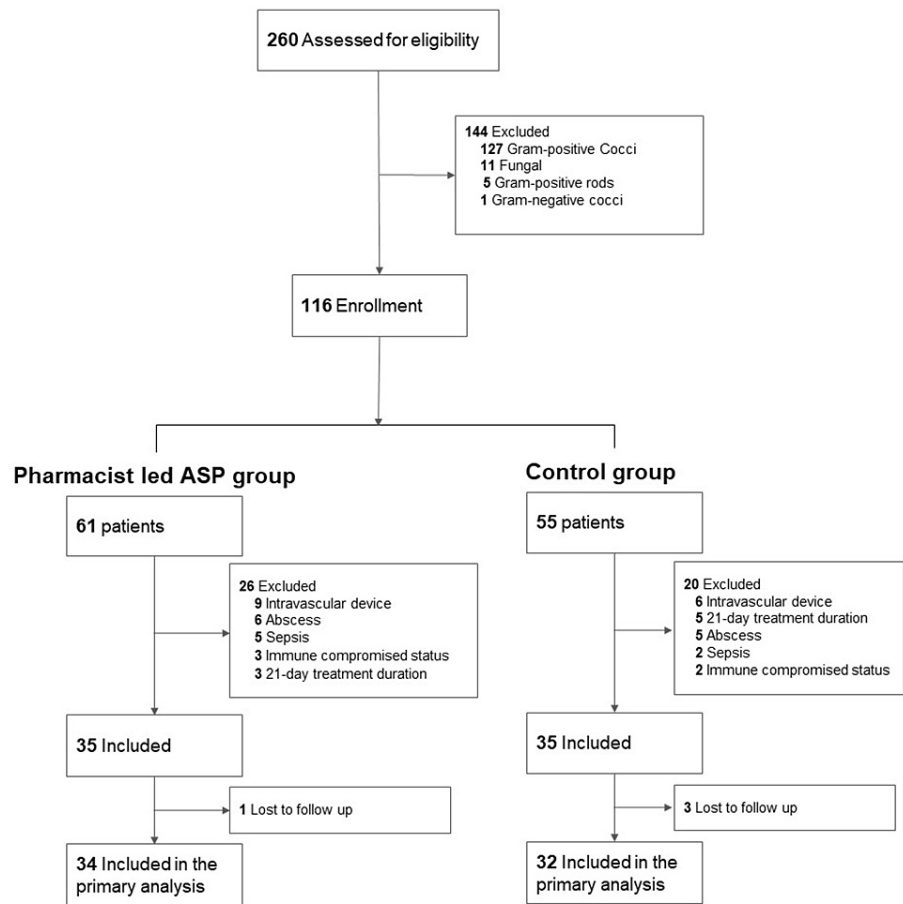 260 Assessed for eligibility
144 Excluded
127 Gram-positive Cocci
11 Fungal
5 Gram-positive rods
1 Gram-negative cocci
116 Enrollment
Pharmacist led ASP group
61 patients
26 Excluded
9 Intravascular device
6 Abscess
5 Sepsis
3 Immune compromised status
3 21-day treatment duration
35 Included
1 Lost to follow up
34 Included in the
primary analysis
Control group
55 patients
20 Excluded
6 Intravascular device
5 21-day treatment duration
5 Abscess
2 Sepsis
2 Immune compromised status
35 Included
3 Lost to follow up
32 Included in the
primary analysis